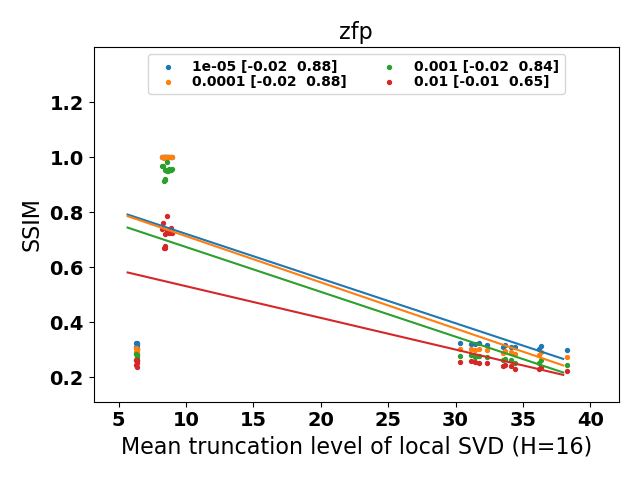 zfp
1e-05 [-0.02  0.88]
0.0001 [-0.02  0.88]
0.001 [-0.02  0.84]
0.01 [-0.01  0.65]
SSIM
1.2
1.0
0.8
0.6
0.4
0.2
5 10 15 20 25 30 35 40
Mean truncation level of local SVD (H=16)